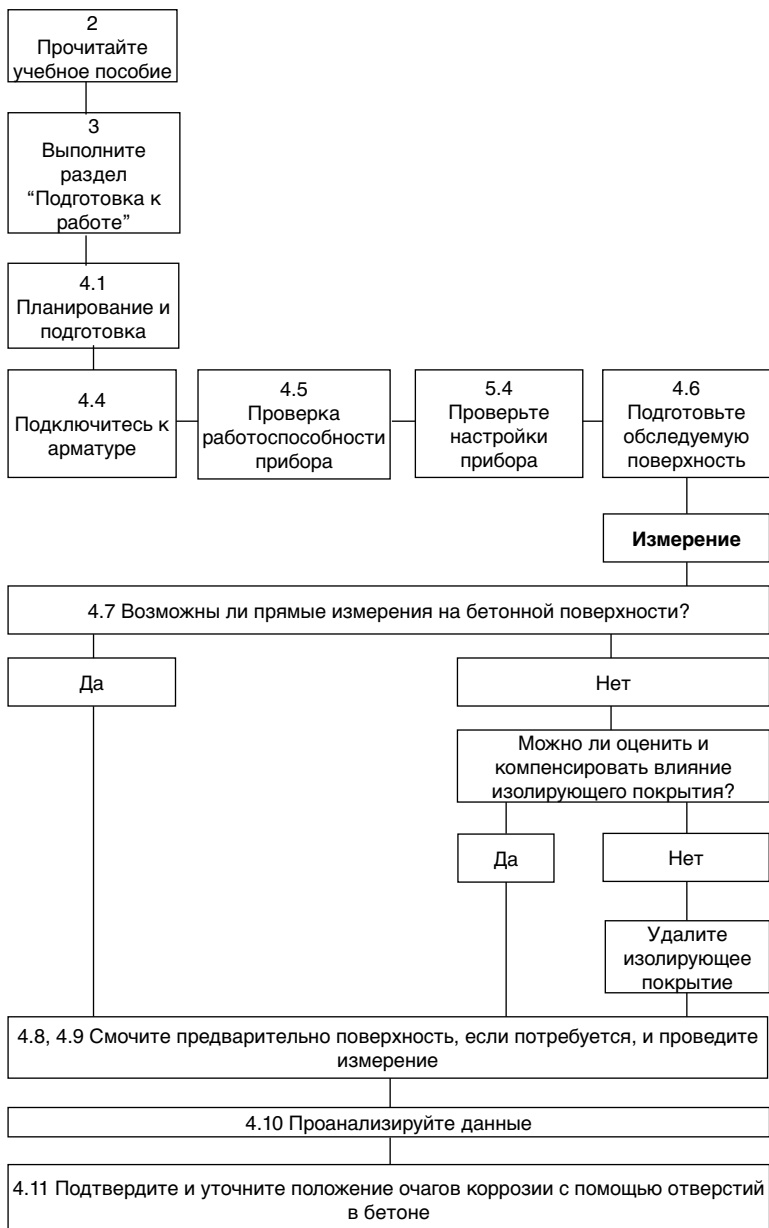 2
Прочитайте
учебное пособие
3
Выполните
раздел
“Подготовка к
работе”
4.1
Планирование и
подготовка
4.4
Подключитесь к
арматуре
4.5
Проверка
работоспособности
прибора
5.4
Проверьте
настройки
прибора
4.6
Подготовьте
обследуемую
поверхность
Измерение
4.7 Возможны ли прямые измерения на бетонной поверхности?
Да
Нет
Можно ли оценить и
компенсировать влияние
изолирующего покрытия?
Да
Нет
Удалите
изолирующее
покрытие
4.8, 4.9 Смочите предварительно поверхность, если потребуется, и проведите
измерение
4.10 Проанализируйте данные
4.11 Подтвердите и уточните положение очагов коррозии с помощью отверстий
в бетоне